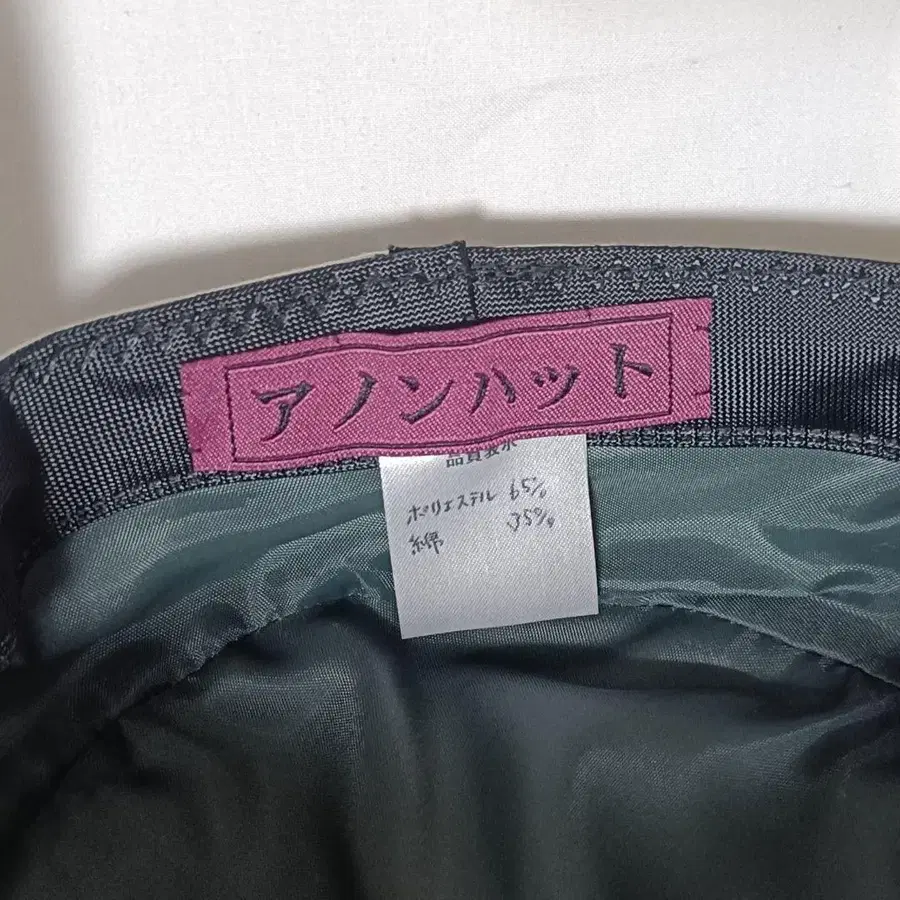 アノンハット
品質表示
ポリエステル 65%
綿 35%